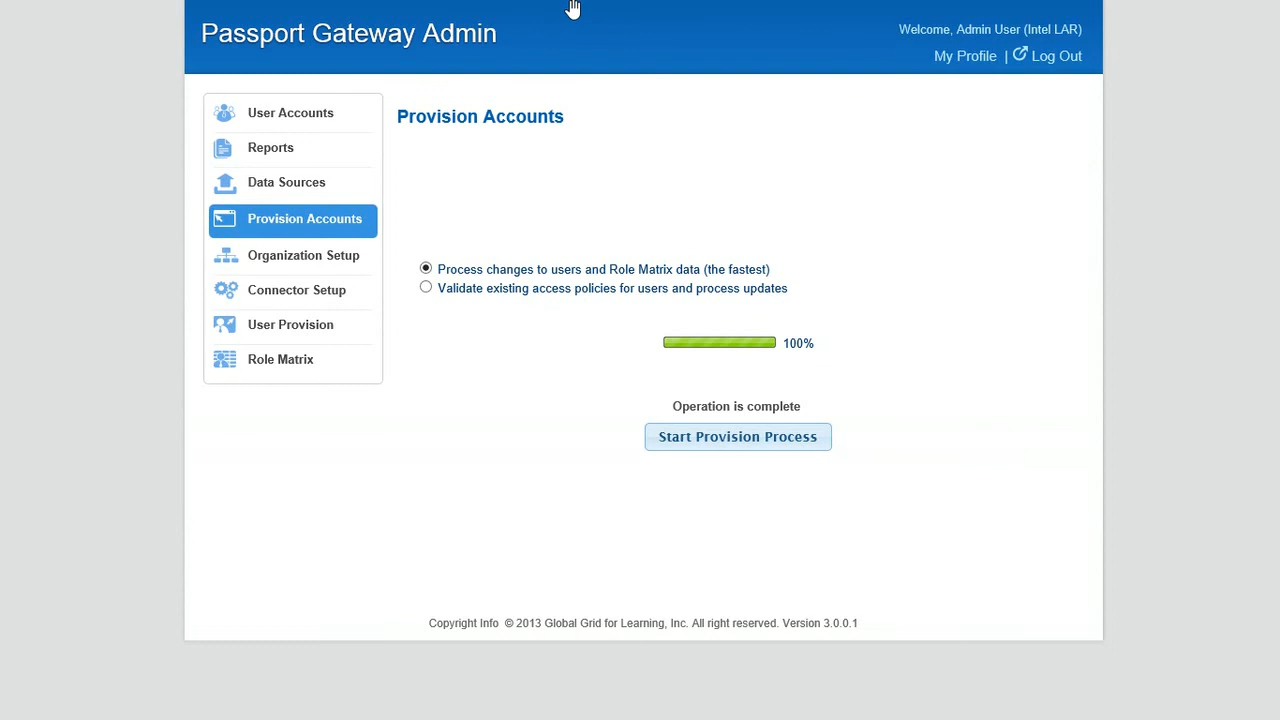 Passport Gateway Admin
Welcome, Admin User (Intel LAR)
My Profile | Log Out
User Accounts
Reports
Data Sources
Provision Accounts
Organization Setup
Connector Setup
User Provision
Role Matrix
Provision Accounts
Process changes to users and Role Matrix data (the fastest)
Validate existing access policies for users and process updates
100%
Operation is complete
Start Provision Process
Copyright Info © 2013 Global Grid for Learning, Inc. All right reserved. Version 3.0.0.1